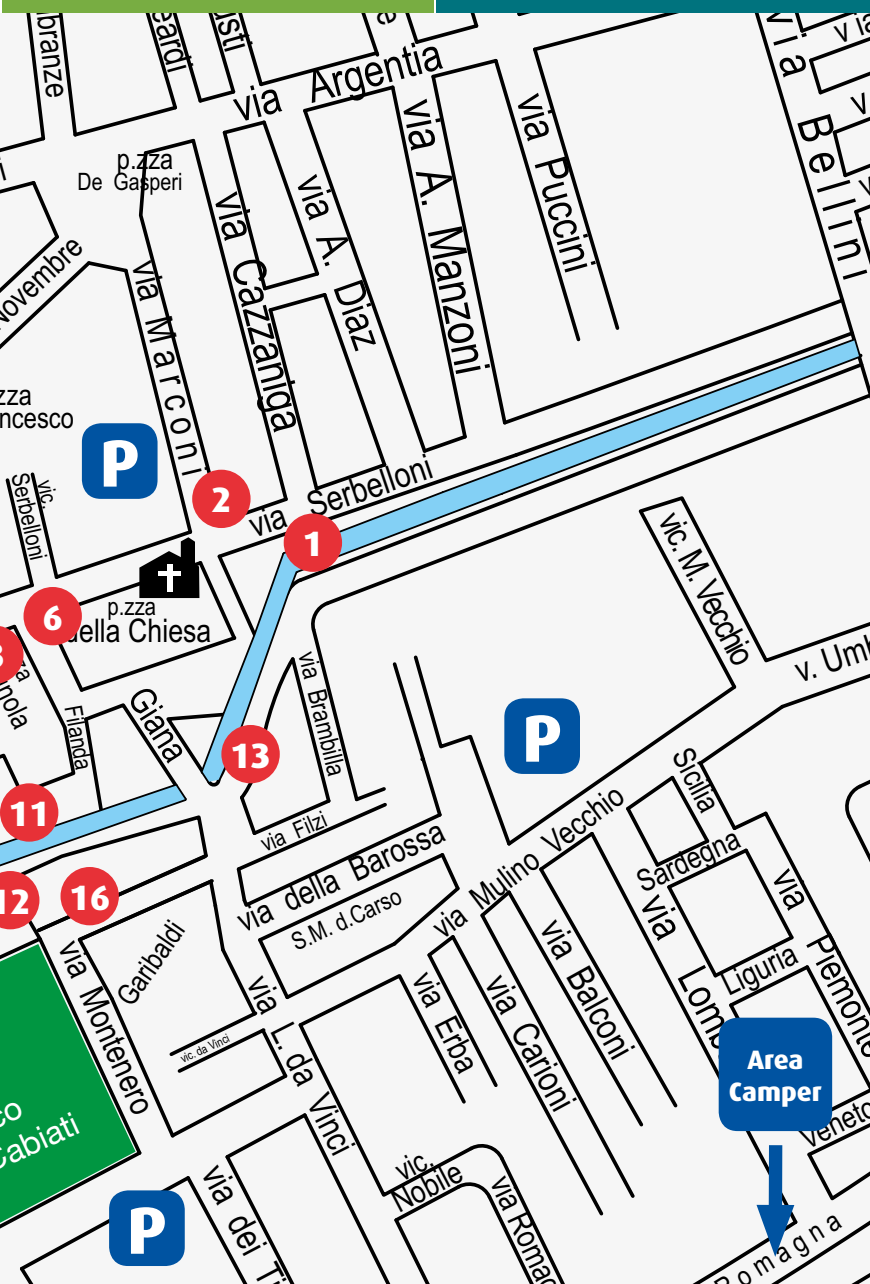 via Argentia
via A. Manzoni
via Puccini
via Bellini
p.zza
De Gasperi
via Cazzaniga
via A. Diaz
via Marconi
Novembre
zza
ncesco
P
vic.
Serbelloni
2
via Serbelloni
1
vic. M. Vecchio
6
p.zza
della Chiesa
v. Umb
Filanda
Giana
via Brambilla
13
P
11
via Filzi
via della Barossa
via Mulino Vecchio
Sicilia
Sardegna
12
16
S.M. d.Carso
via Montenero
Garibaldi
vic. da Vinci
via L. da Vinci
via Erba
via Carioni
via Balconi
via Lomb
Liguria
via Piemonte
Area
Camper
Veneto
co
Cabiati
P
via dei Ti
vic.
Nobile
via Romag
Romagna